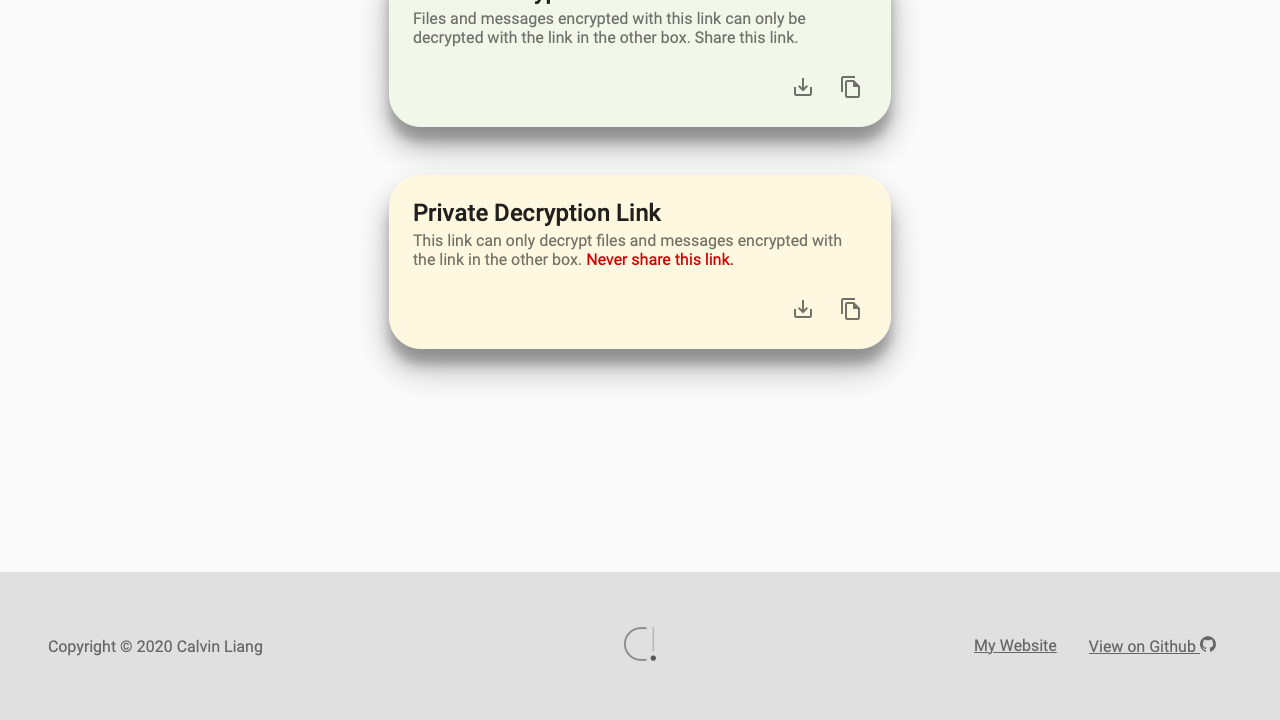 Files and messages encrypted with this link can only be
decrypted with the link in the other box. Share this link.
Private Decryption Link
This link can only decrypt files and messages encrypted with
the link in the other box. Never share this link.
Copyright © 2020 Calvin Liang
My Website
View on Github